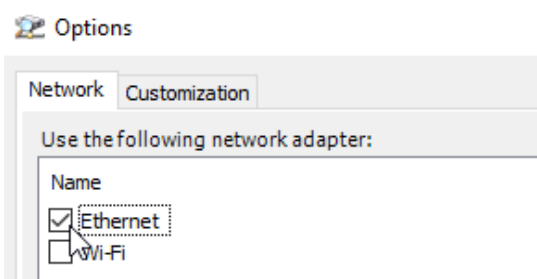 Options
Network Customization
Use the following network adapter:
Name
Ethernet
Wi-Fi